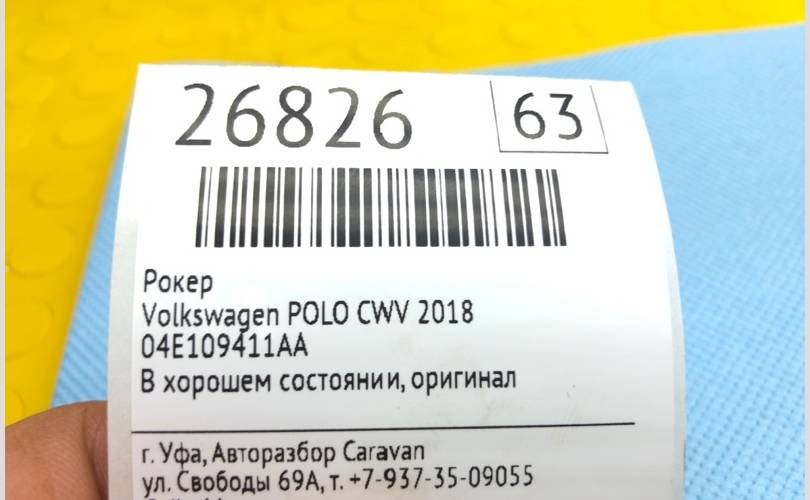 26826 63
Рокер
Volkswagen POLO CWV 2018
04E109411AA
В хорошем состоянии, оригинал
г. Уфа, Авторазбор Caravan
ул. Свободы 69А, т. +7-937-35-09055